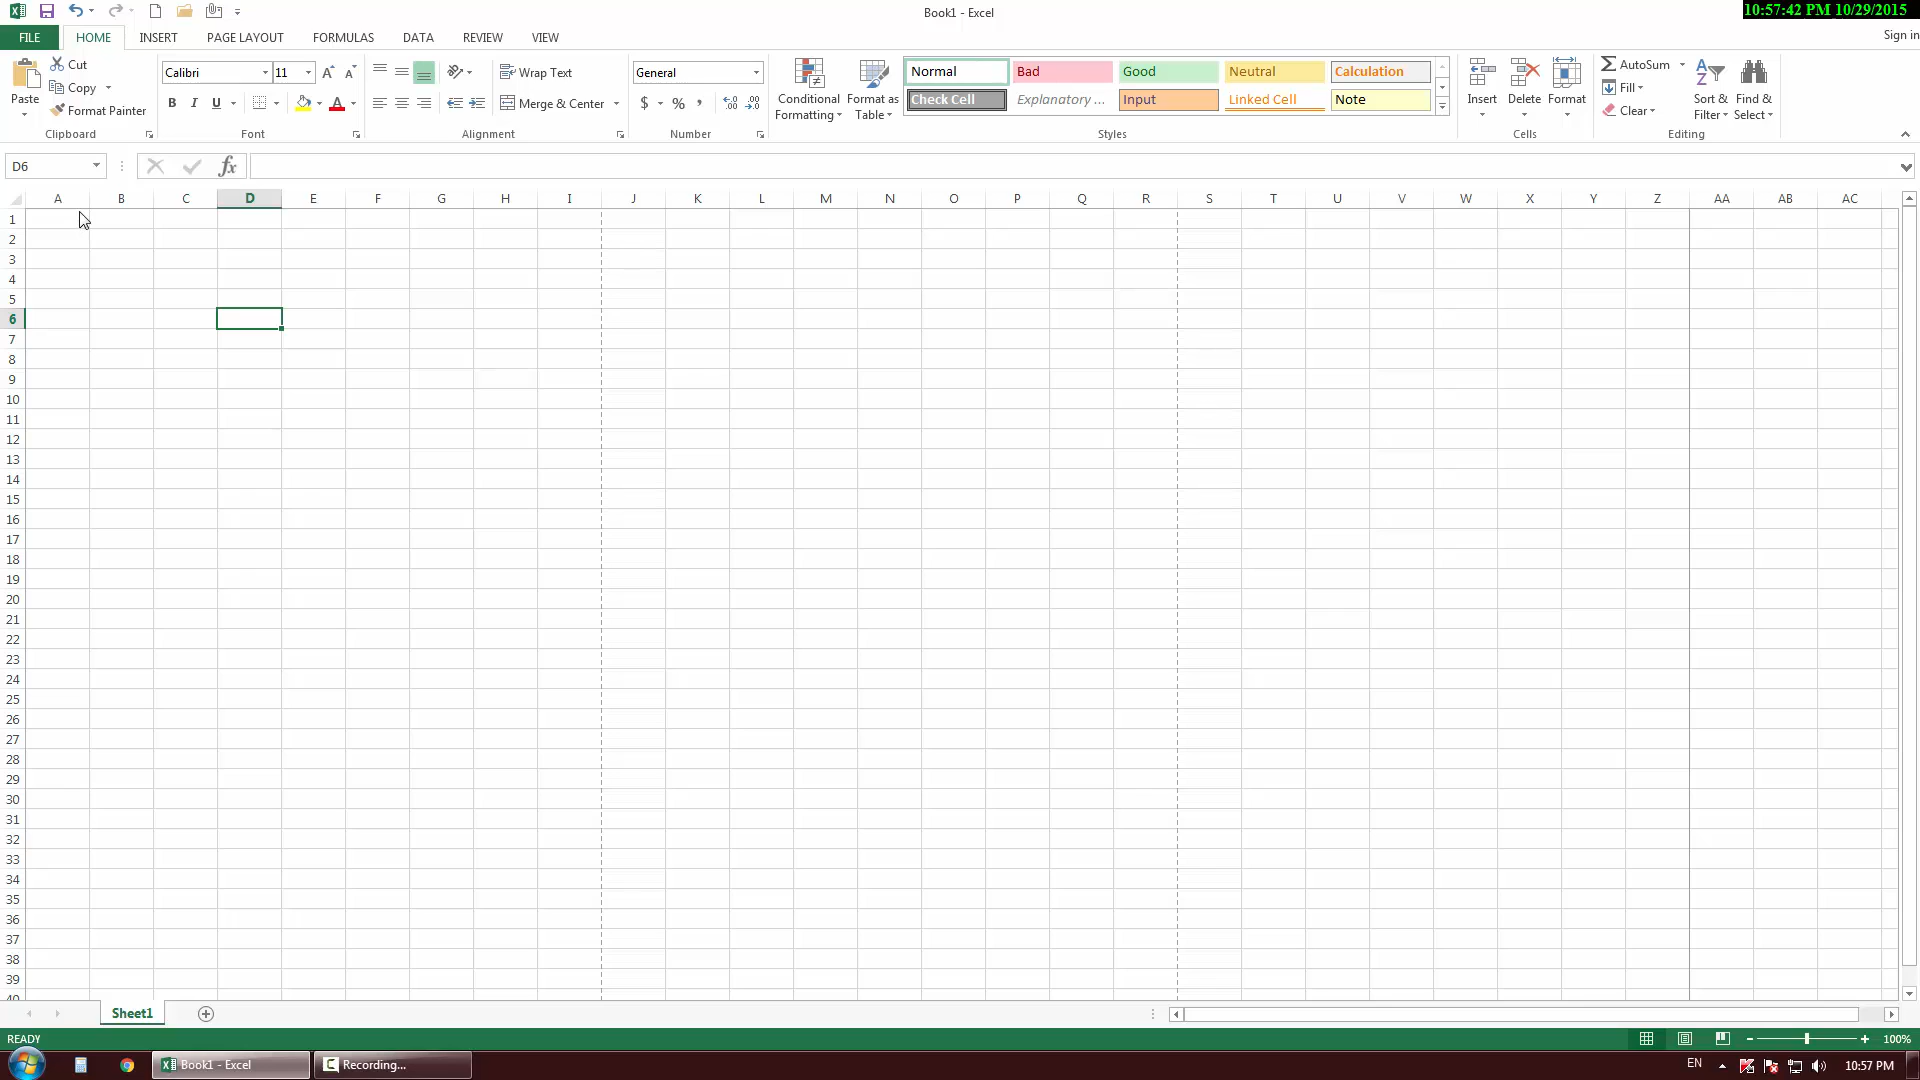 Book1 - Excel
10:57:42 PM 10/29/2015
FILE HOME INSERT PAGE LAYOUT FORMULAS DATA REVIEW VIEW
Sign in
Paste
Cut
Copy
Format Painter
Clipboard
Calibri 11
B I U
Font
Wrap Text
Merge & Center
Alignment
General
$ % ,
Number
Conditional Formatting
Format as Table
Normal Bad Good Neutral Calculation
Check Cell Explanatory ... Input Linked Cell Note
Styles
Insert Delete Format
Cells
AutoSum
Fill
Clear
Sort & Filter
Find & Select
Editing
D6
fx
A B C D E F G H I J K L M N O P Q R S T U V W X Y Z AA AB AC
1
2
3
4
5
6
7
8
9
10
11
12
13
14
15
16
17
18
19
20
21
22
23
24
25
26
27
28
29
30
31
32
33
34
35
36
37
38
39
40
Sheet1
READY
100%
Book1 - Excel
Recording...
EN
10:57 PM